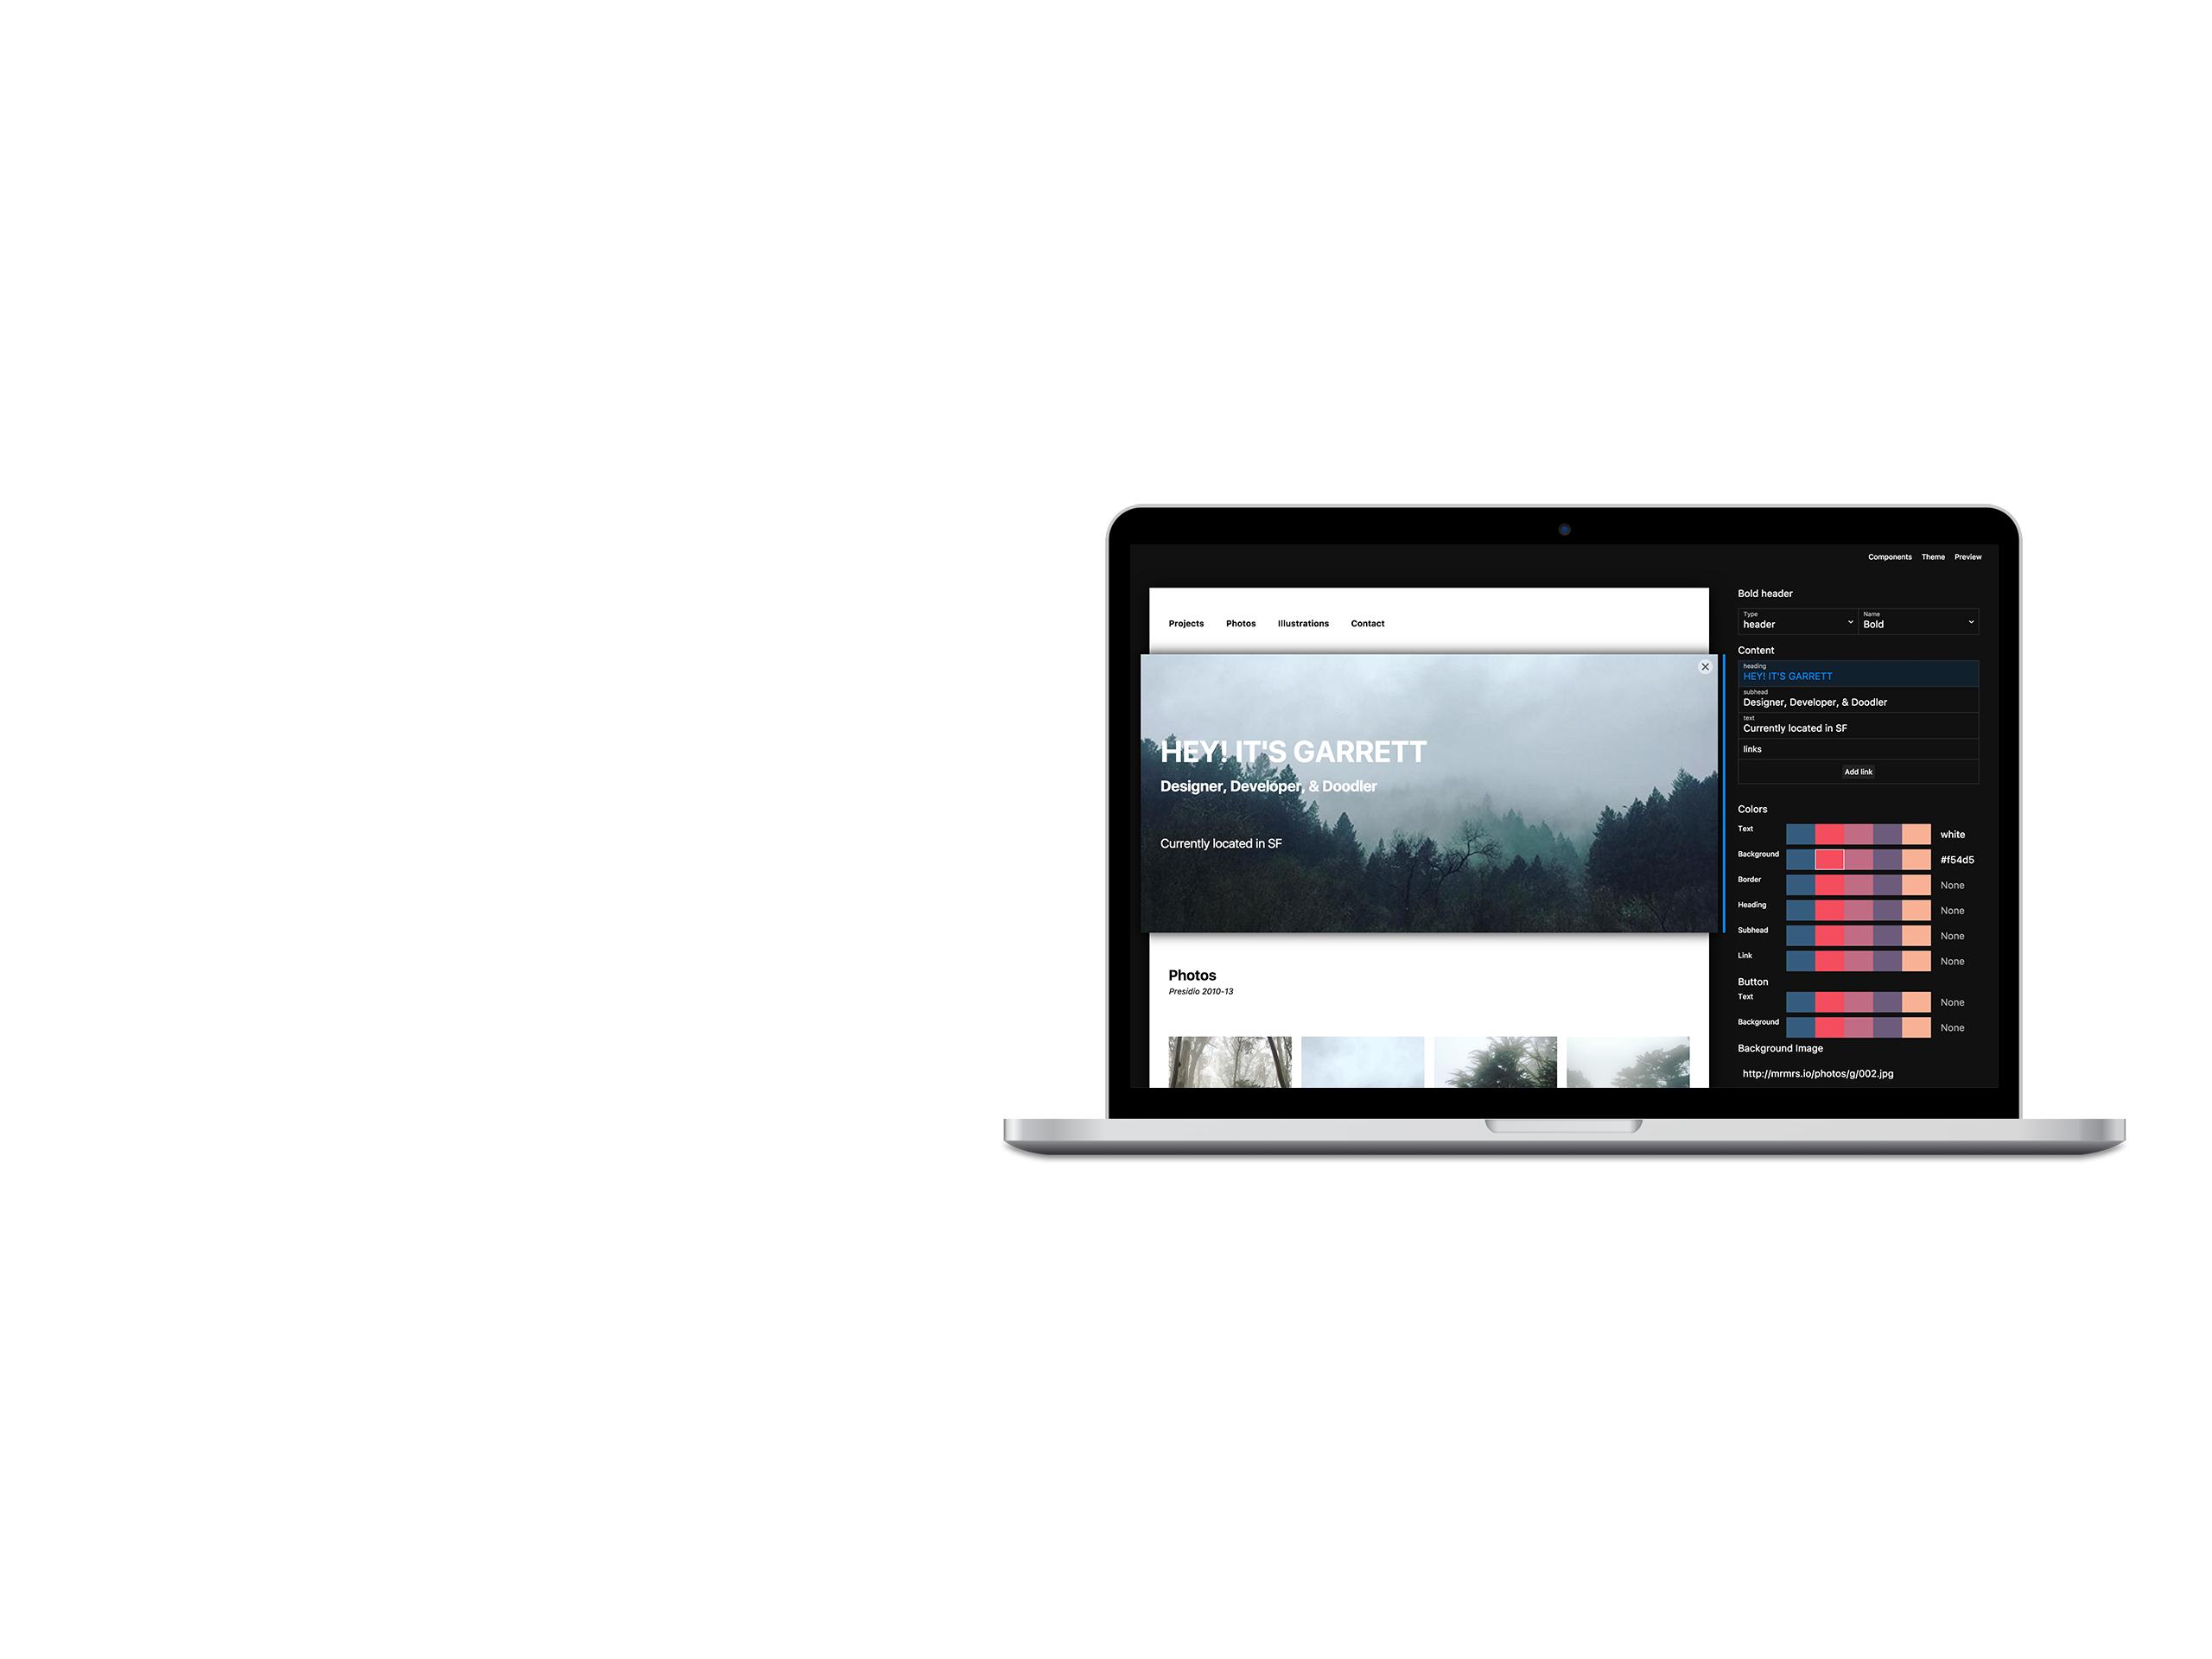 Components Theme Preview
Projects Photos Illustrations Contact
HEY! IT'S GARRETT
Designer, Developer, & Doodler
Currently located in SF
Photos
Presidio 2010-13
Bold header
Type
header
Name
Bold
Content
heading
HEY! IT'S GARRETT
subhead
Designer, Developer, & Doodler
text
Currently located in SF
links
Add link
Colors
Text white
Background #f54d5
Border None
Heading None
Subhead None
Link None
Button
Text None
Background None
Background Image
http://mrmrs.io/photos/g/002.jpg